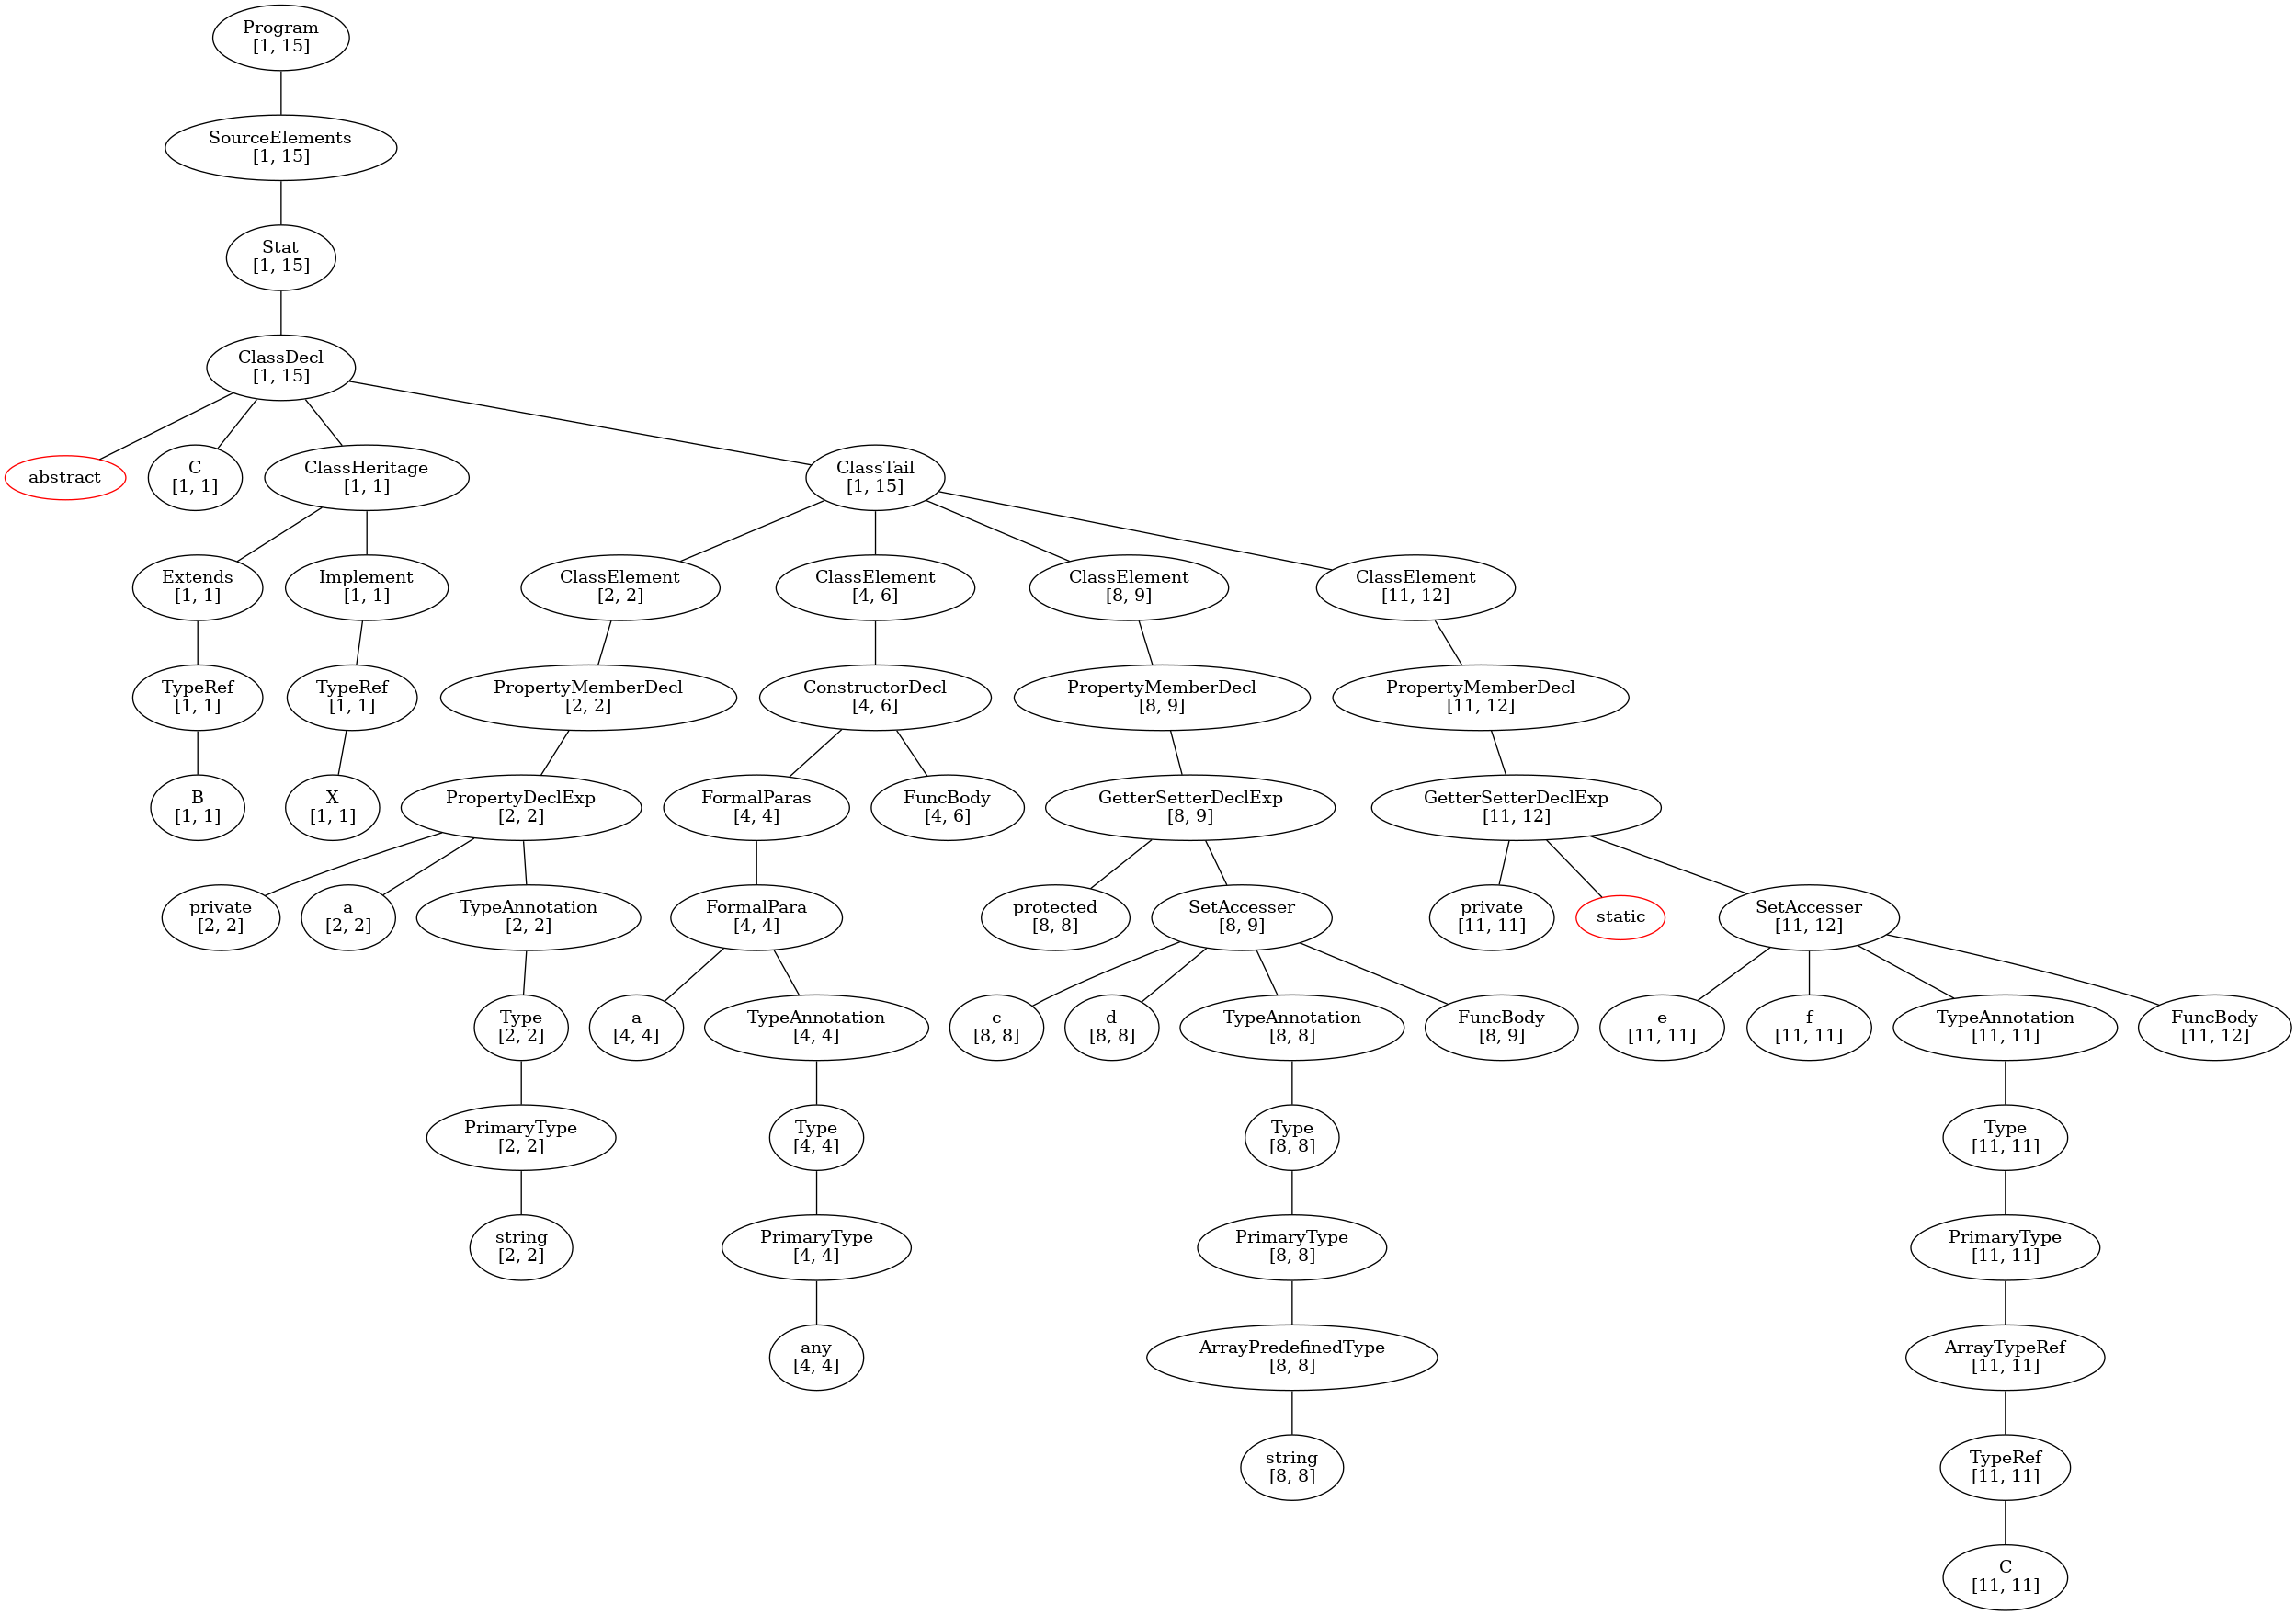 Program
[1, 15]
SourceElements
[1, 15]
Stat
[1, 15]
ClassDecl
[1, 15]
abstract
C
[1, 1]
ClassHeritage
[1, 1]
ClassTail
[1, 15]
Extends
[1, 1]
Implement
[1, 1]
ClassElement
[2, 2]
ClassElement
[4, 6]
ClassElement
[8, 9]
ClassElement
[11, 12]
TypeRef
[1, 1]
TypeRef
[1, 1]
PropertyMemberDecl
[2, 2]
ConstructorDecl
[4, 6]
PropertyMemberDecl
[8, 9]
PropertyMemberDecl
[11, 12]
B
[1, 1]
X
[1, 1]
PropertyDeclExp
[2, 2]
FormalParas
[4, 4]
FuncBody
[4, 6]
GetterSetterDeclExp
[8, 9]
GetterSetterDeclExp
[11, 12]
private
[2, 2]
a
[2, 2]
TypeAnnotation
[2, 2]
FormalPara
[4, 4]
protected
[8, 8]
SetAccesser
[8, 9]
private
[11, 11]
static
SetAccesser
[11, 12]
Type
[2, 2]
a
[4, 4]
TypeAnnotation
[4, 4]
c
[8, 8]
d
[8, 8]
TypeAnnotation
[8, 8]
FuncBody
[8, 9]
e
[11, 11]
f
[11, 11]
TypeAnnotation
[11, 11]
FuncBody
[11, 12]
PrimaryType
[2, 2]
Type
[4, 4]
Type
[8, 8]
Type
[11, 11]
string
[2, 2]
PrimaryType
[4, 4]
PrimaryType
[8, 8]
PrimaryType
[11, 11]
any
[4, 4]
ArrayPredefinedType
[8, 8]
ArrayTypeRef
[11, 11]
string
[8, 8]
TypeRef
[11, 11]
C
[11, 11]